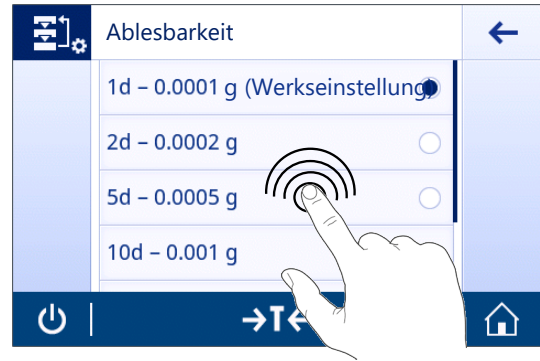 Ablesbarkeit
1d – 0.0001 g (Werkseinstellung)
2d – 0.0002 g
5d – 0.0005 g
10d – 0.001 g
→T←